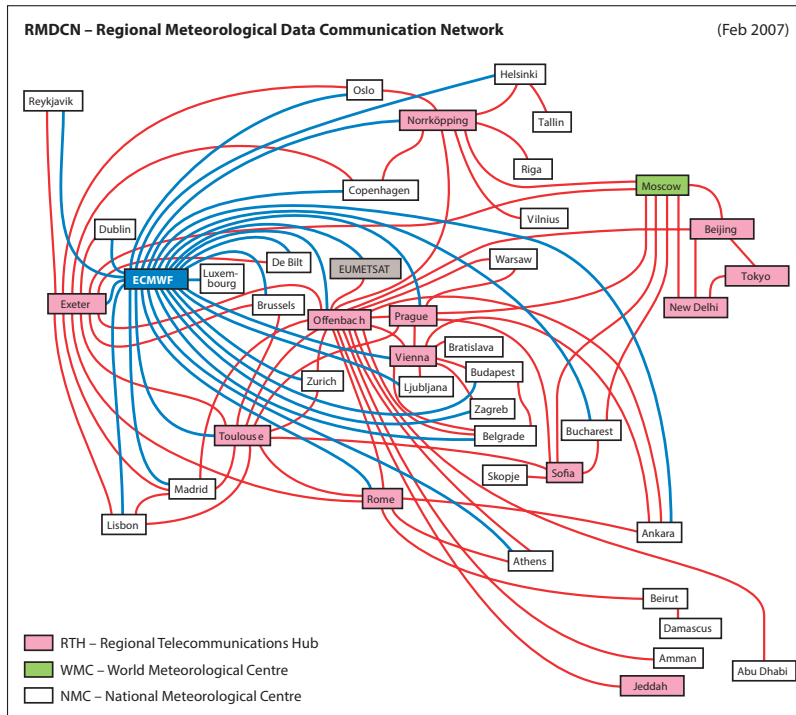 RMDCN – Regional Meteorological Data Communication Network
(Feb 2007)
Helsinki
Oslo
Reykjavik
Norrköpping
Tallin
Riga
Copenhagen
Moscow
Vilnius
Dublin
Beijing
De Bilt
Warsaw
EUMETSAT
ECMWF
Luxem-
bourg
Tokyo
Exeter
Brussels
New Delhi
Offenbach
Prague
Bratislava
Vienna
Budapest
Zurich
Ljubljana
Zagreb
Toulouse
Belgrade
Bucharest
Skopje
Sofia
Madrid
Rome
Lisbon
Ankara
Athens
Beirut
Damascus
RTH – Regional Telecommunications Hub
Amman
WMC – World Meteorological Centre
Abu Dhabi
Jeddah
NMC – National Meteorological Centre